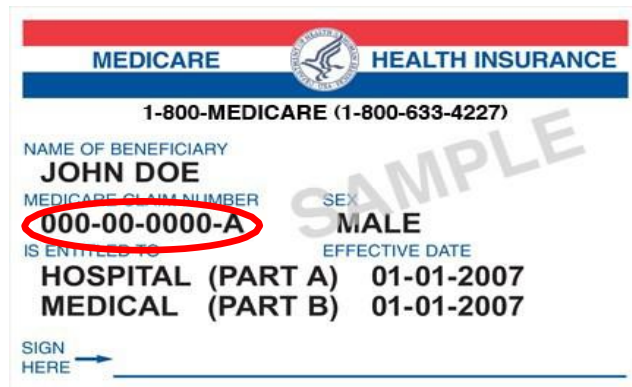 MEDICARE HEALTH INSURANCE
1-800-MEDICARE (1-800-633-4227)
NAME OF BENEFICIARY
JOHN DOE
MEDICARE CLAIM NUMBER SEX
000-00-0000-A MALE
IS ENTITLED TO EFFECTIVE DATE
HOSPITAL (PART A) 01-01-2007
MEDICAL (PART B) 01-01-2007
SIGN
HERE
SAMPLE